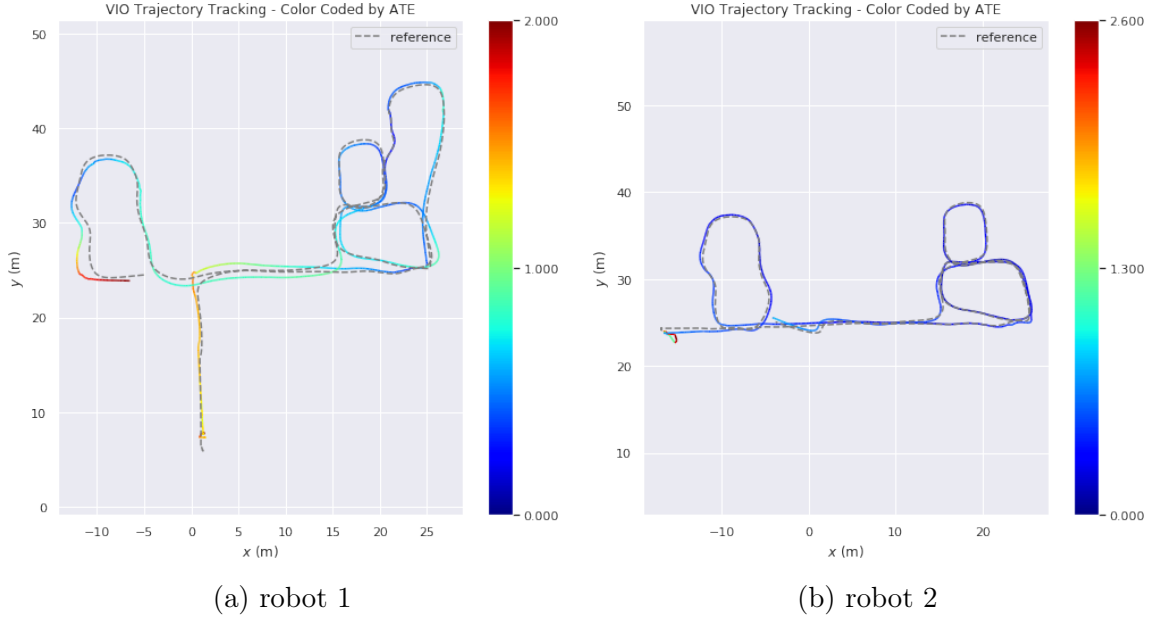 VIO Trajectory Tracking - Color Coded by ATE
reference
50
40
30
20
10
0
y (m)
−10
−5
0
5
10
15
20
25
x (m)
2.000
1.000
0.000
(a) robot 1
VIO Trajectory Tracking - Color Coded by ATE
reference
50
40
30
20
10
y (m)
−10
0
10
20
x (m)
2.600
1.300
0.000
(b) robot 2